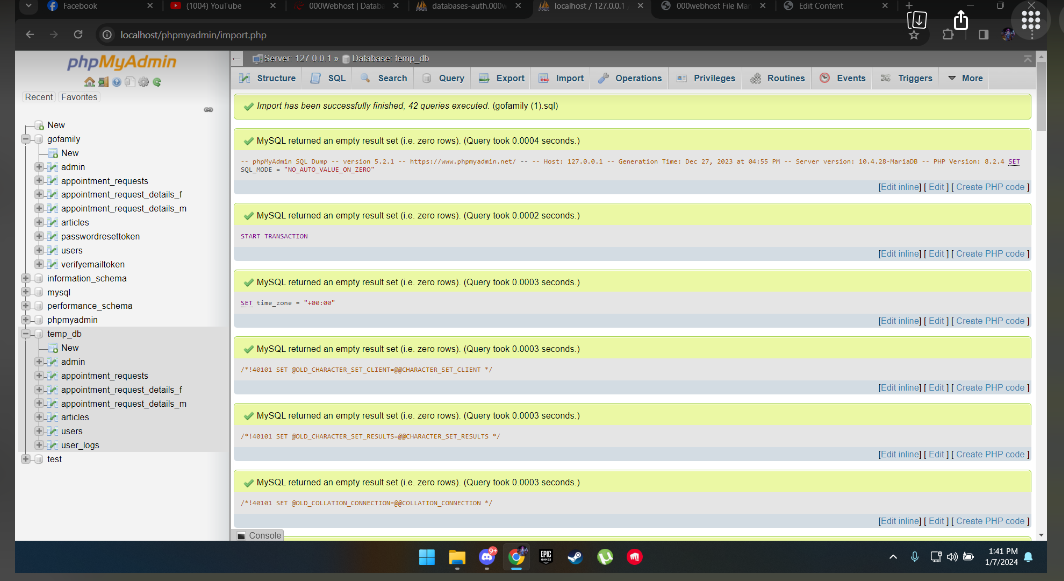 Facebook
(1004) YouTube
000Webhost | Datab
databases-auth.000w
localhost / 127.0.0.1
000webhost File Mar
Edit Content
localhost/phpmyadmin/import.php
phpMyAdmin
Recent Favorites
New
gofamily
New
admin
appointment_requests
appointment_request_details_f
appointment_request_details_m
articles
passwordresettoken
users
verifyemailtoken
information_schema
mysql
performance_schema
phpmyadmin
temp_db
New
admin
appointment_requests
appointment_request_details_f
appointment_request_details_m
articles
users
user_logs
test
Server: 127.0.0.1 » Database: temp_db
Structure SQL Search Query Export Import Operations Privileges Routines Events Triggers More
Import has been successfully finished, 42 queries executed. (gofamily (1).sql)
MySQL returned an empty result set (i.e. zero rows). (Query took 0.0004 seconds.)
-- phpMyAdmin SQL Dump -- version 5.2.1 -- https://www.phpmyadmin.net/ -- -- Host: 127.0.0.1 -- Generation Time: Dec 27, 2023 at 04:55 PM -- Server version: 10.4.28-MariaDB -- PHP Version: 8.2.4 SET
SQL_MODE = "NO_AUTO_VALUE_ON_ZERO"
[Edit inline] [ Edit ] [ Create PHP code ]
MySQL returned an empty result set (i.e. zero rows). (Query took 0.0002 seconds.)
START TRANSACTION
[Edit inline] [ Edit ] [ Create PHP code ]
MySQL returned an empty result set (i.e. zero rows). (Query took 0.0003 seconds.)
SET time_zone = "+00:00"
[Edit inline] [ Edit ] [ Create PHP code ]
MySQL returned an empty result set (i.e. zero rows). (Query took 0.0003 seconds.)
/*!40101 SET @OLD_CHARACTER_SET_CLIENT=@@CHARACTER_SET_CLIENT */
[Edit inline] [ Edit ] [ Create PHP code ]
MySQL returned an empty result set (i.e. zero rows). (Query took 0.0003 seconds.)
/*!40101 SET @OLD_CHARACTER_SET_RESULTS=@@CHARACTER_SET_RESULTS */
[Edit inline] [ Edit ] [ Create PHP code ]
MySQL returned an empty result set (i.e. zero rows). (Query took 0.0003 seconds.)
/*!40101 SET @OLD_COLLATION_CONNECTION=@@COLLATION_CONNECTION */
[Edit inline] [ Edit ] [ Create PHP code ]
Console
EPIC
9+
1:41 PM
1/7/2024